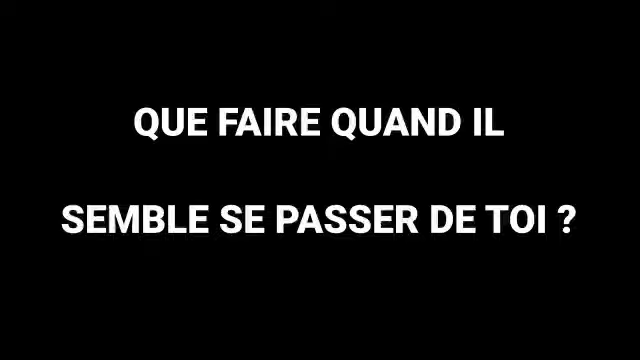 QUE FAIRE QUAND IL
SEMBLE SE PASSER DE TOI ?